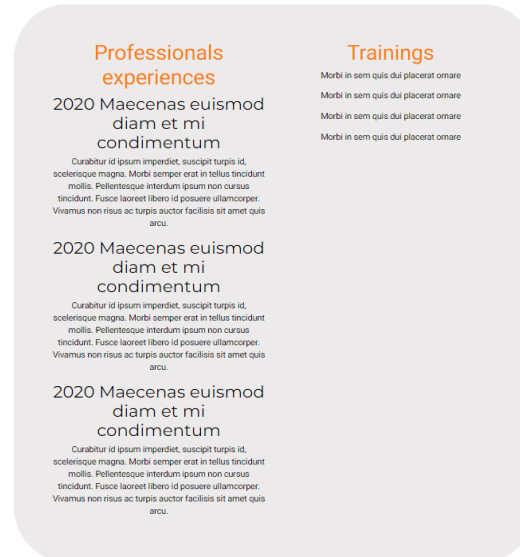 Professionals
experiences
2020 Maecenas euismod
diam et mi
condimentum
Curabitur id ipsum imperdiet, suscipit turpis id,
scelerisque magna. Morbi semper erat in tellus tincidunt
mollis. Pellentesque interdum ipsum non cursus
tincidunt. Fusce laoreet libero id posuere ullamcorper.
Vivamus non risus ac turpis auctor facilisis sit amet quis
arcu.
2020 Maecenas euismod
diam et mi
condimentum
Curabitur id ipsum imperdiet, suscipit turpis id,
scelerisque magna. Morbi semper erat in tellus tincidunt
mollis. Pellentesque interdum ipsum non cursus
tincidunt. Fusce laoreet libero id posuere ullamcorper.
Vivamus non risus ac turpis auctor facilisis sit amet quis
arcu.
2020 Maecenas euismod
diam et mi
condimentum
Curabitur id ipsum imperdiet, suscipit turpis id,
scelerisque magna. Morbi semper erat in tellus tincidunt
mollis. Pellentesque interdum ipsum non cursus
tincidunt. Fusce laoreet libero id posuere ullamcorper.
Vivamus non risus ac turpis auctor facilisis sit amet quis
arcu.
Trainings
Morbi in sem quis dui placerat ornare
Morbi in sem quis dui placerat ornare
Morbi in sem quis dui placerat ornare
Morbi in sem quis dui placerat ornare